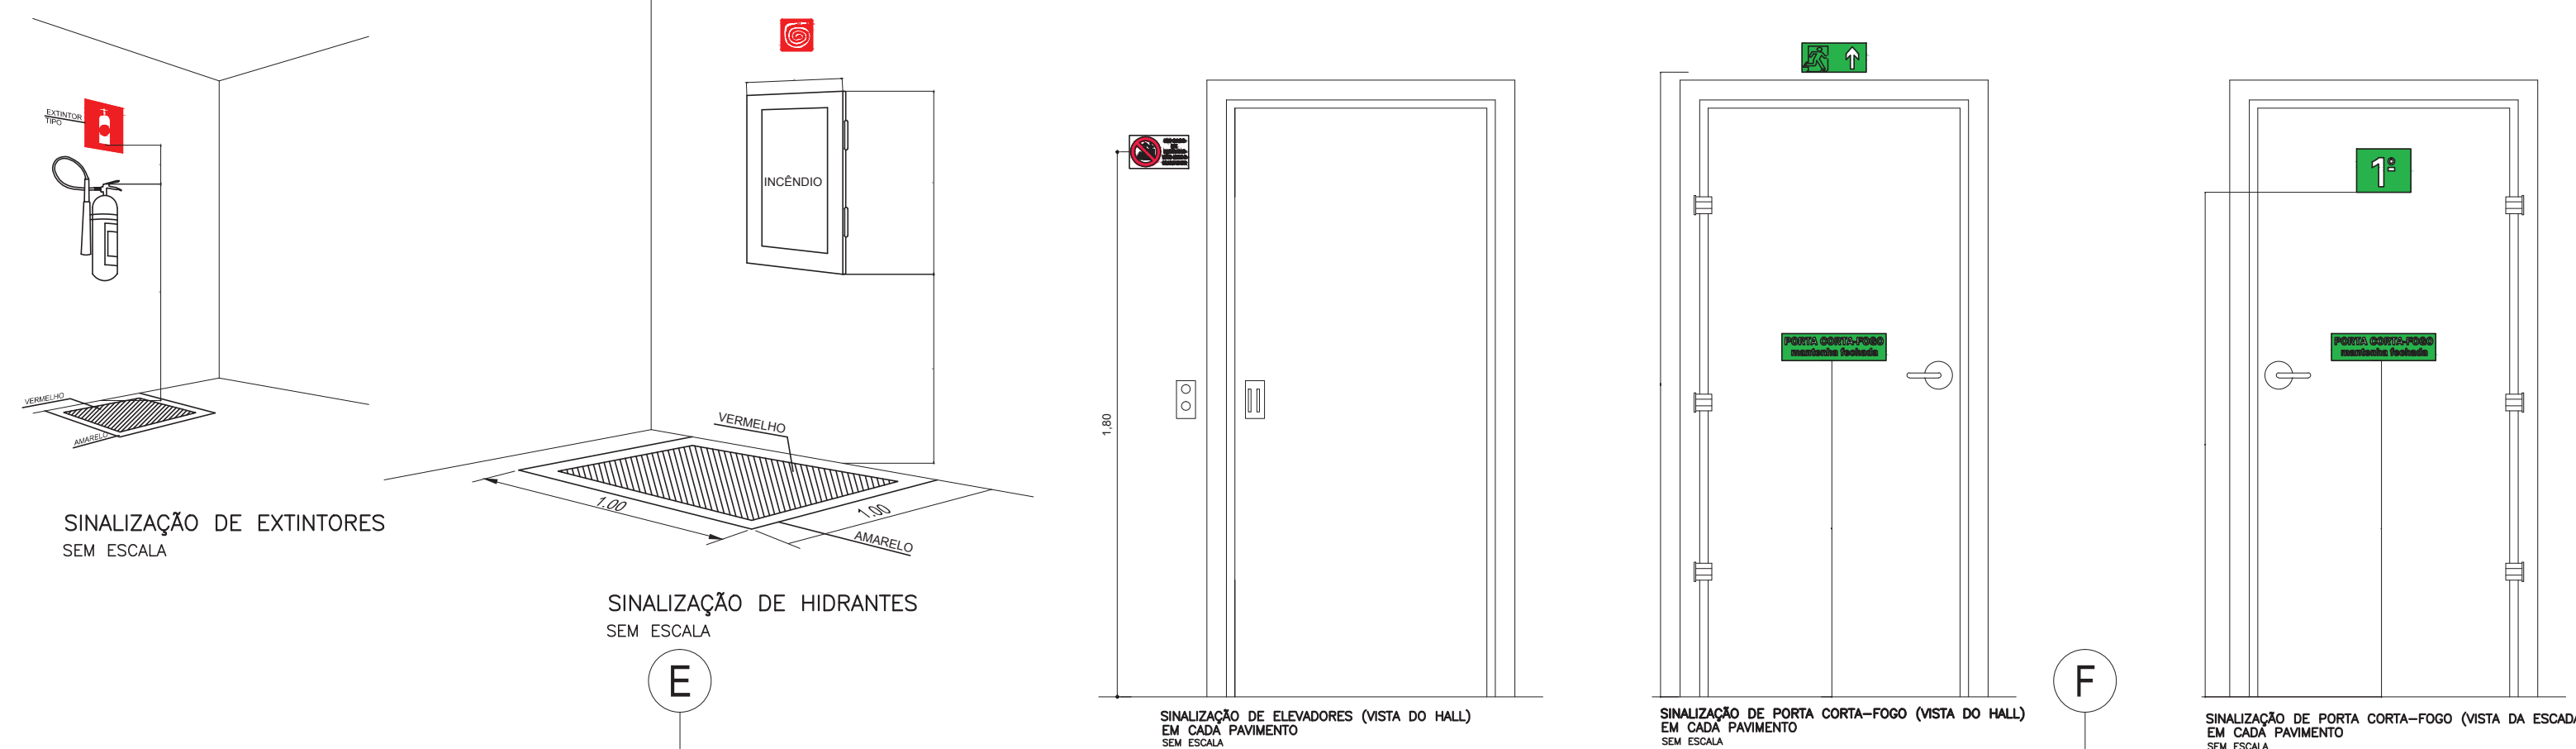 EXTINTOR
TIPO
VERMELHO
AMARELO
SINALIZAÇÃO DE EXTINTORES
SEM ESCALA
INCÊNDIO
VERMELHO
1.00
1.00
AMARELO
SINALIZAÇÃO DE HIDRANTES
SEM ESCALA
E
1,80
SINALIZAÇÃO DE ELEVADORES (VISTA DO HALL)
EM CADA PAVIMENTO
SEM ESCALA
PORTA CORTA-FOGO
mantenha fechada
SINALIZAÇÃO DE PORTA CORTA-FOGO (VISTA DO HALL)
EM CADA PAVIMENTO
SEM ESCALA
F
1º
PORTA CORTA-FOGO
mantenha fechada
SINALIZAÇÃO DE PORTA CORTA-FOGO (VISTA DA ESCADA
EM CADA PAVIMENTO
SEM ESCALA